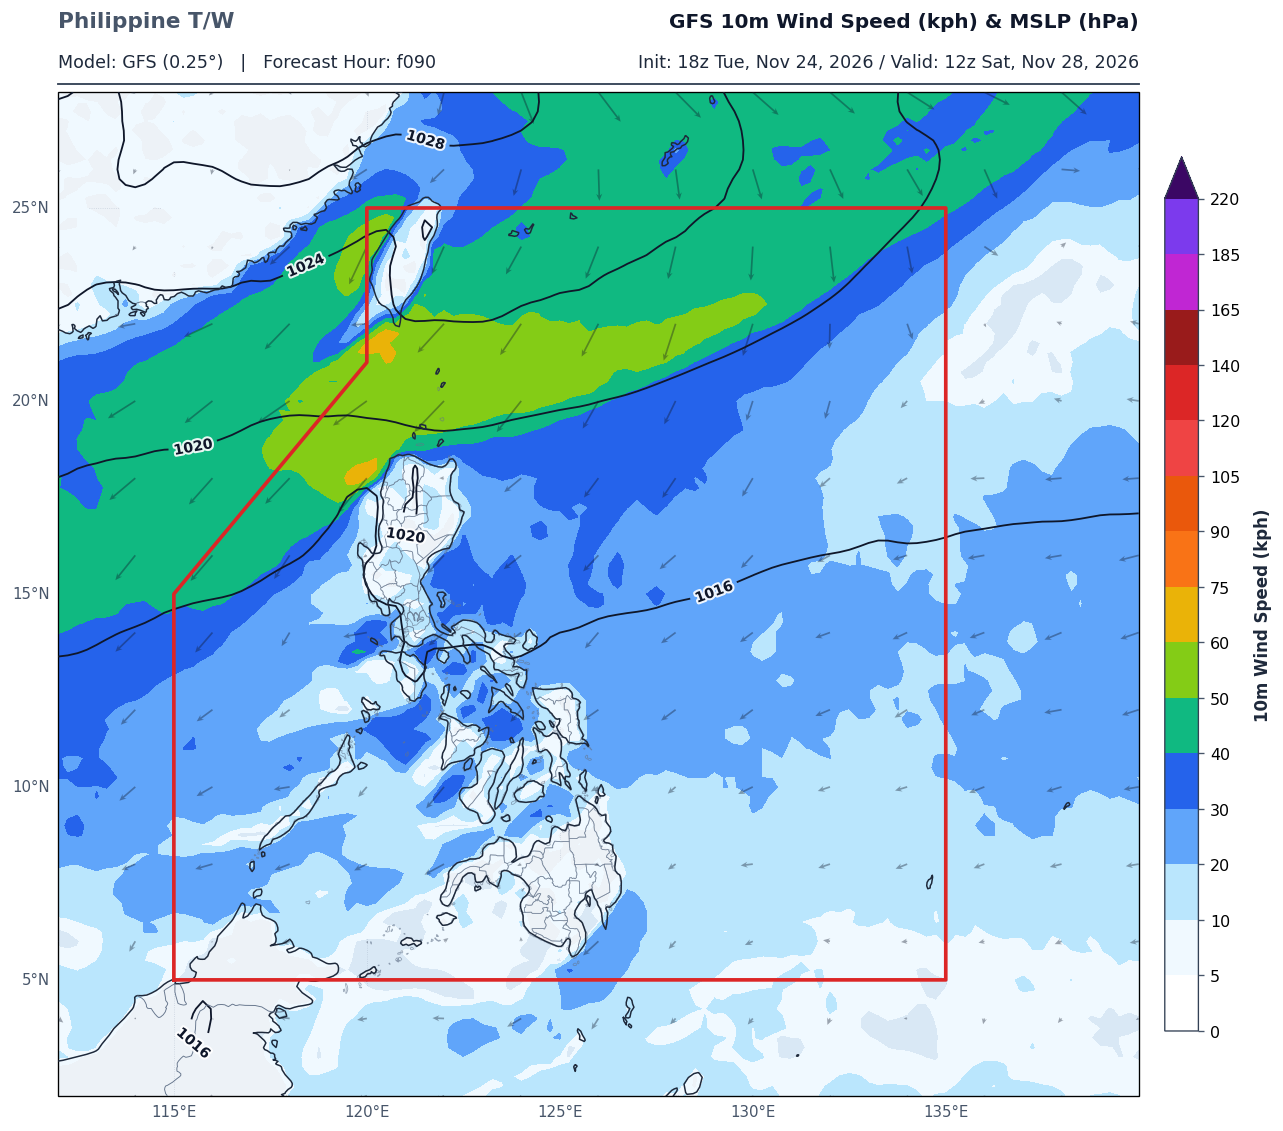 Philippine T/W
GFS 10m Wind Speed (kph) & MSLP (hPa)
Model: GFS (0.25°) | Forecast Hour: f090
Init: 18z Tue, Nov 24, 2026 / Valid: 12z Sat, Nov 28, 2026
1028
1024
1020
1020
1016
1016
25°N
20°N
15°N
10°N
5°N
115°E
120°E
125°E
130°E
135°E
220
185
165
140
120
105
90
75
60
50
40
30
20
10
5
0
10m Wind Speed (kph)